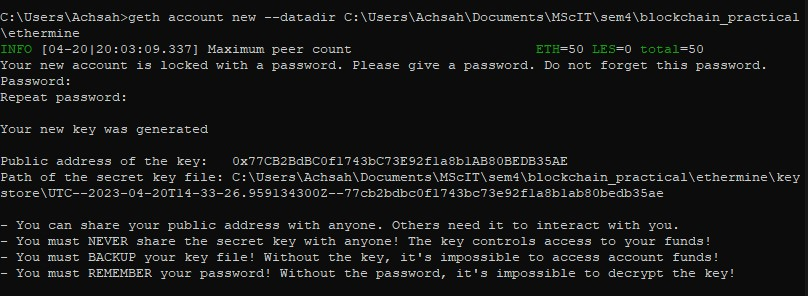 C:\Users\Achsah>geth account new --datadir C:\Users\Achsah\Documents\MScIT\sem4\blockchain_practical
\ethermine
INFO [04-20|20:03:09.337] Maximum peer count ETH=50 LES=0 total=50
Your new account is locked with a password. Please give a password. Do not forget this password.
Password:
Repeat password:
Your new key was generated
Public address of the key: 0x77CB2BdBC0f1743bC73E92f1a8b1AB80BEDB35AE
Path of the secret key file: C:\Users\Achsah\Documents\MScIT\sem4\blockchain_practical\ethermine\key
store\UTC--2023-04-20T14-33-26.959134300Z--77cb2bdbc0f1743bc73e92f1a8b1ab80bedb35ae
- You can share your public address with anyone. Others need it to interact with you.
- You must NEVER share the secret key with anyone! The key controls access to your funds!
- You must BACKUP your key file! Without the key, it's impossible to access account funds!
- You must REMEMBER your password! Without the password, it's impossible to decrypt the key!